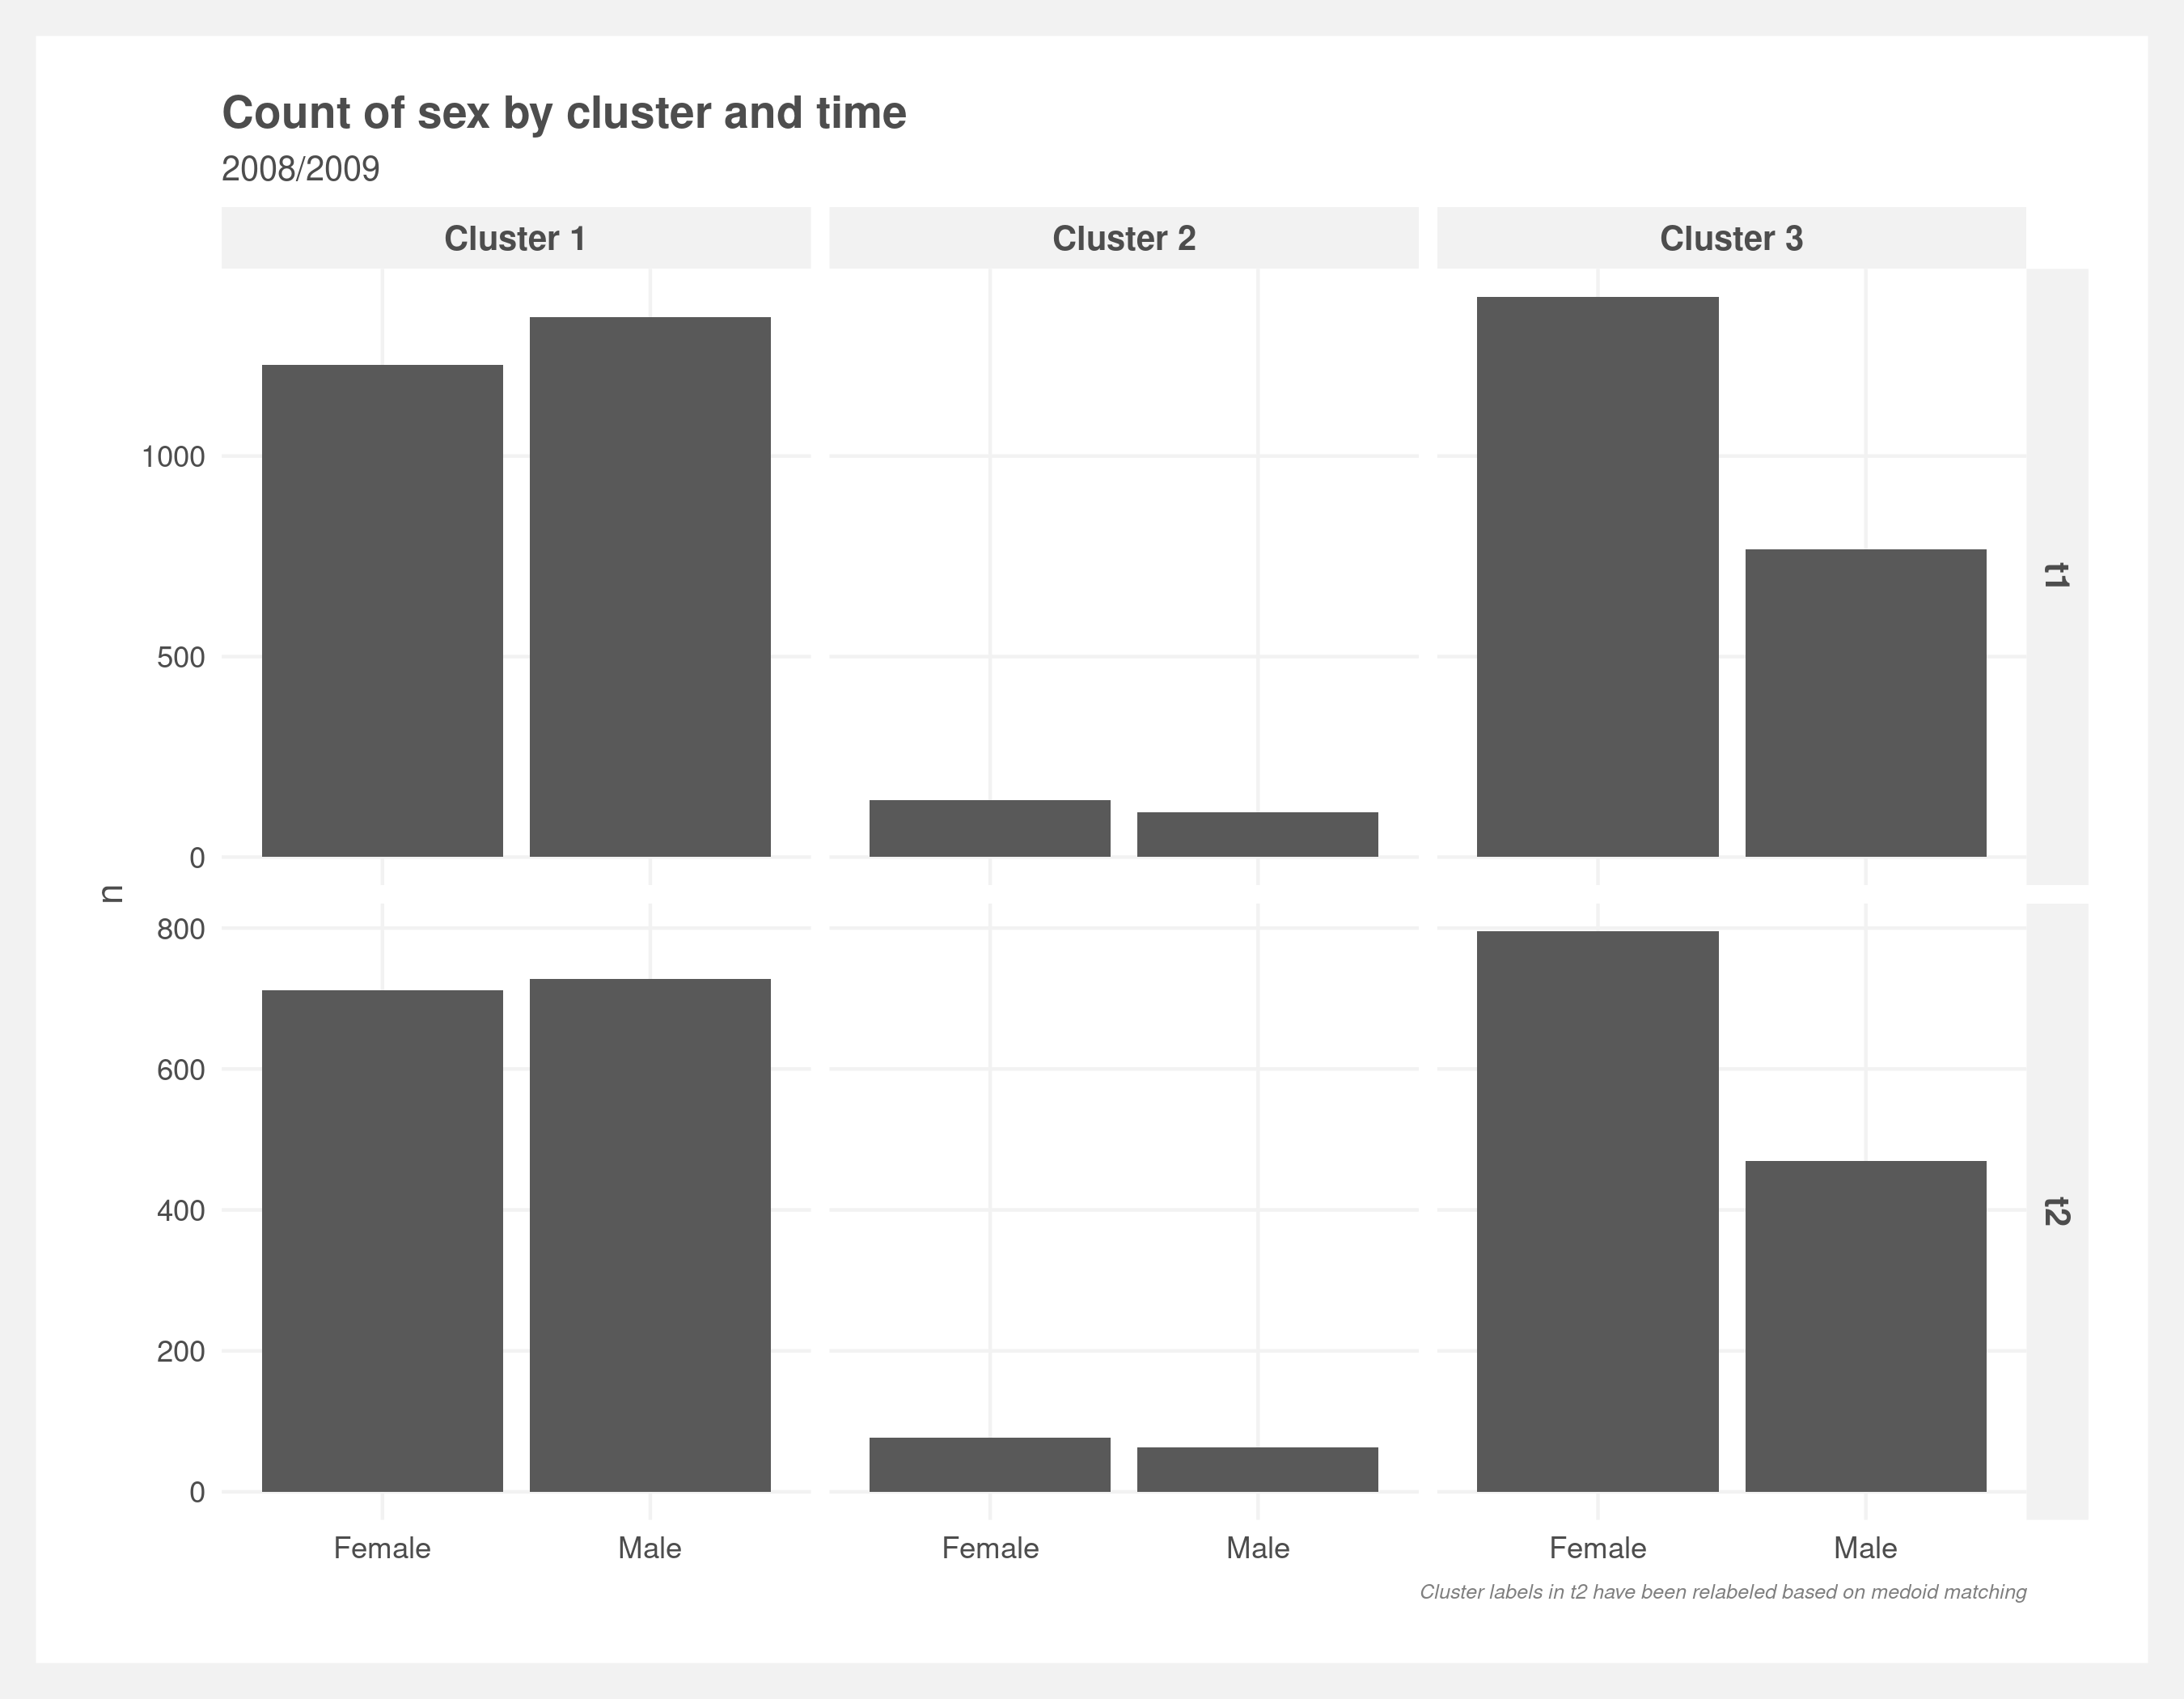 Count of sex by cluster and time
2008/2009
Cluster 1 Cluster 2 Cluster 3
1000
500
0
t1
n
800
600
400
200
0
t2
Female Male Female Male Female Male
Cluster labels in t2 have been relabeled based on medoid matching